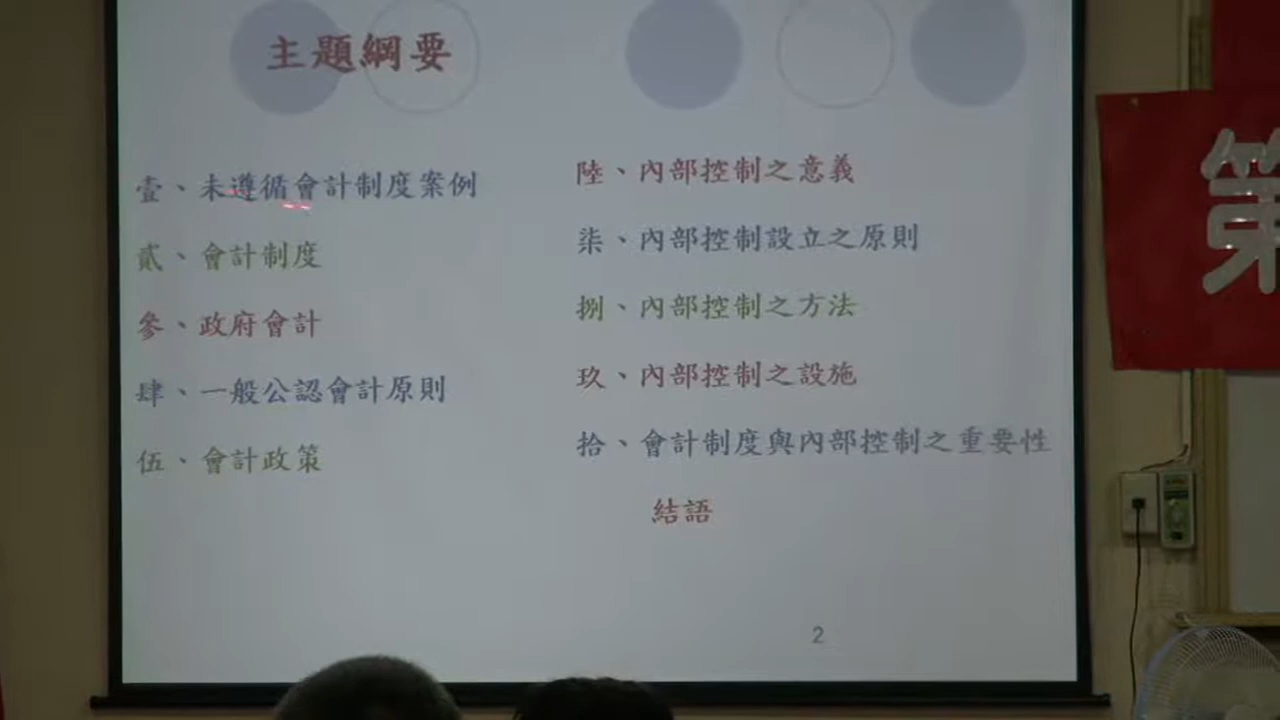 主題綱要
壹、未遵循會計制度案例
貳、會計制度
參、政府會計
肆、一般公認會計原則
伍、會計政策
陸、內部控制之意義
柒、內部控制設立之原則
捌、內部控制之方法
玖、內部控制之設施
拾、會計制度與內部控制之重要性
結語
2
第